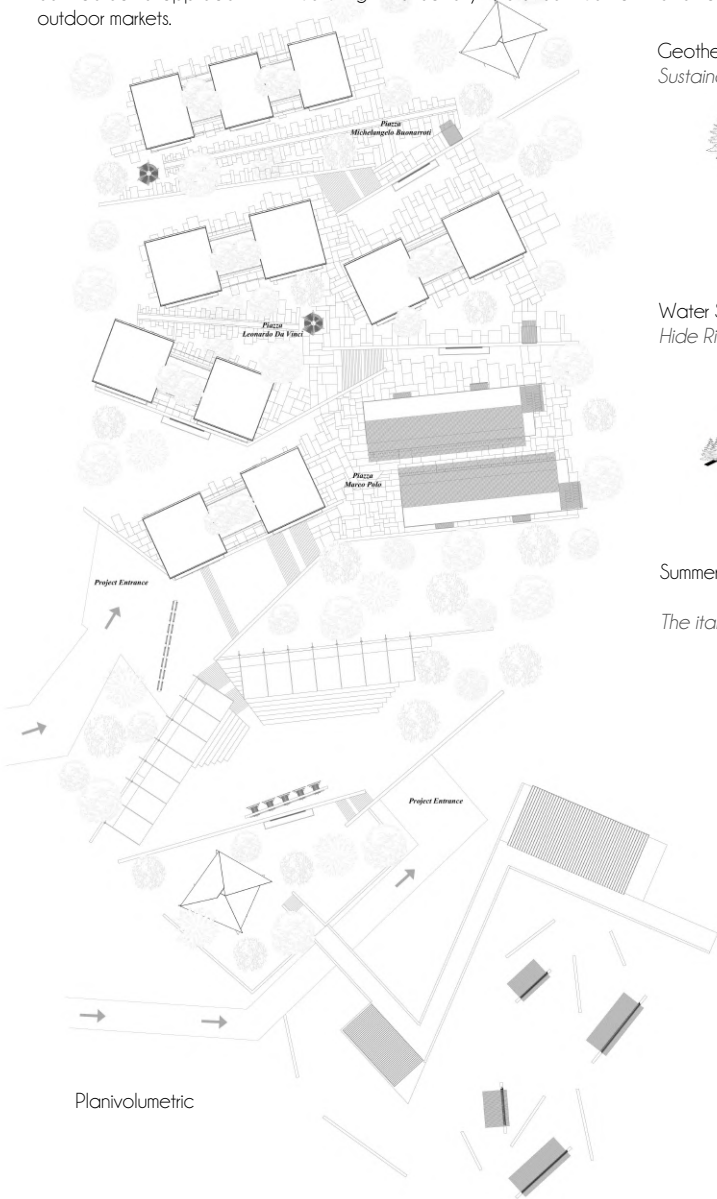 outdoor markets.
Geothe
Sustaina
Piazza
Michelangelo Buonarroti
Water S
Hide Ri
Piazza
Leonardo Da Vinci
Piazza
Marco Polo
Summer
Project Entrance
The ita
Project Entrance
Planivolumetric